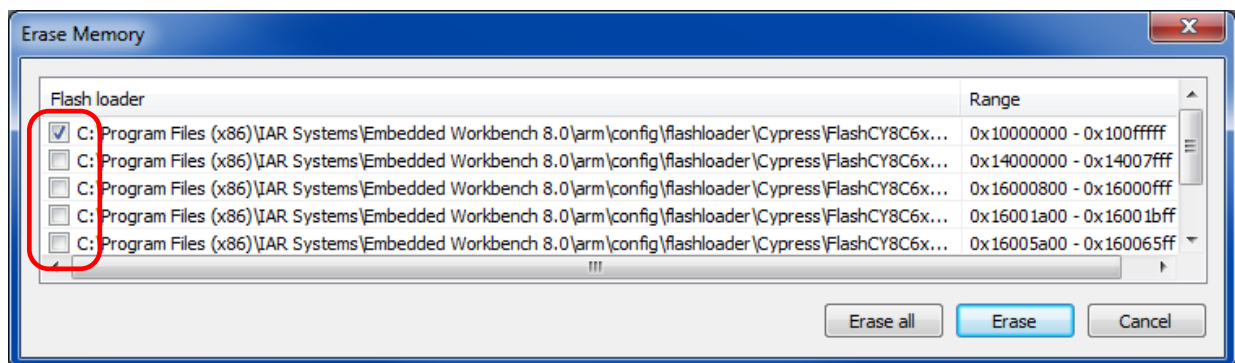 Erase Memory
Flash loader Range
C:\Program Files (x86)\IAR Systems\Embedded Workbench 8.0\arm\config\flashloader\Cypress\FlashCY8C6x... 0x10000000 - 0x100fffff
C:\Program Files (x86)\IAR Systems\Embedded Workbench 8.0\arm\config\flashloader\Cypress\FlashCY8C6x... 0x14000000 - 0x14007fff
C:\Program Files (x86)\IAR Systems\Embedded Workbench 8.0\arm\config\flashloader\Cypress\FlashCY8C6x... 0x16000800 - 0x16000fff
C:\Program Files (x86)\IAR Systems\Embedded Workbench 8.0\arm\config\flashloader\Cypress\FlashCY8C6x... 0x16001a00 - 0x16001bff
C:\Program Files (x86)\IAR Systems\Embedded Workbench 8.0\arm\config\flashloader\Cypress\FlashCY8C6x... 0x16005a00 - 0x160065ff
Erase all Erase Cancel